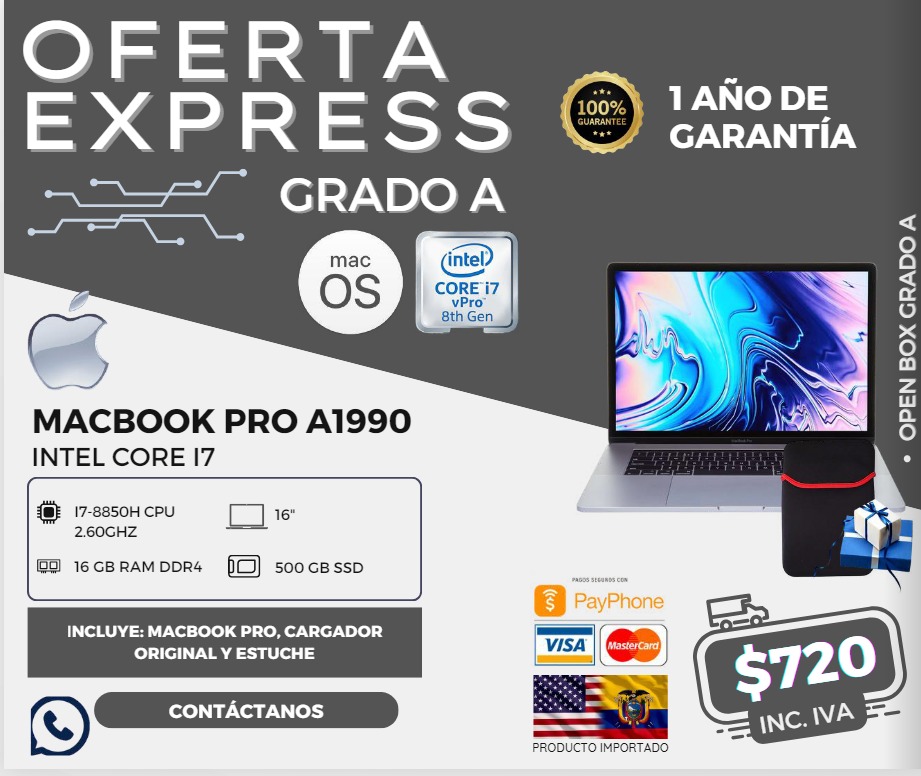 OFERTA
EXPRESS
GRADO A
100%
GUARANTEE
1 AÑO DE
GARANTÍA
mac
OS
intel
CORE i7
vPro™
8th Gen
OPEN BOX GRADO A
MACBOOK PRO A1990
INTEL CORE I7
I7-8850H CPU
2.60GHZ
16"
16 GB RAM DDR4
500 GB SSD
INCLUYE: MACBOOK PRO, CARGADOR
ORIGINAL Y ESTUCHE
CONTÁCTANOS
PAGOS SEGUROS CON
PayPhone
VISA
MasterCard
PRODUCTO IMPORTADO
$720
INC. IVA